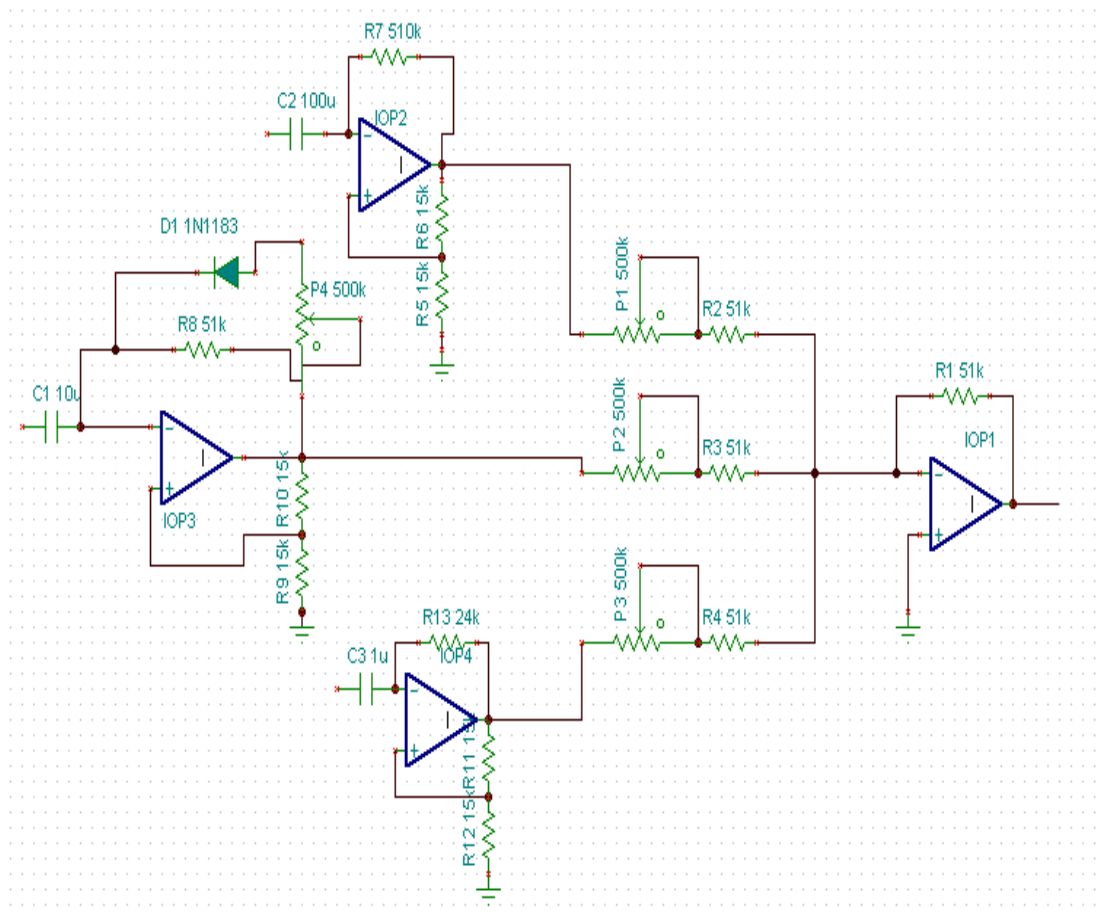 R7 510k
C2 100u
IOP2
R6 15k
R5 15k
D1 1N1183
P4 500k
R8 51k
C1 10u
IOP3
R10 15k
R9 15k
P1 500k
R2 51k
P2 500k
R3 51k
R1 51k
IOP1
P3 500k
R4 51k
R13 24k
IOP4
C3 1u
R11
R12 15k